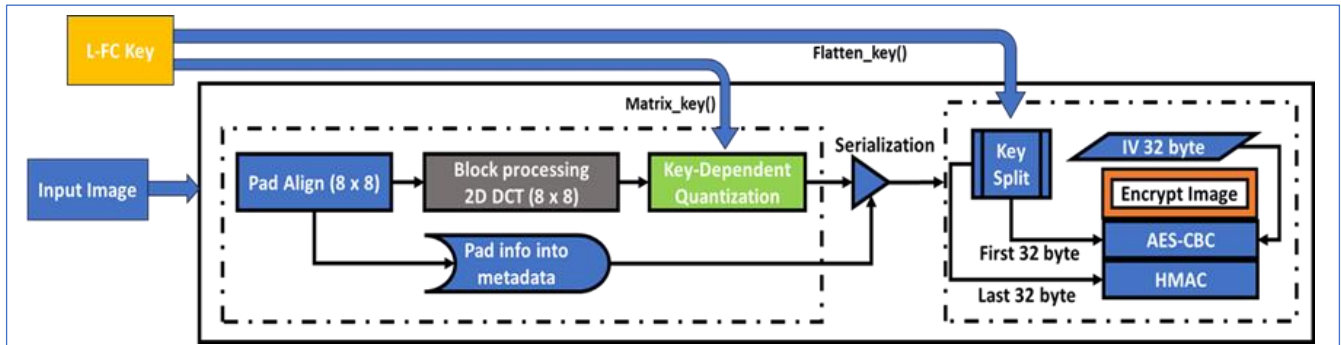 L-FC Key
Flatten_key()
Matrix_key()
Input Image
Pad Align (8 x 8)
Block processing
2D DCT (8 x 8)
Key-Dependent
Quantization
Pad info into
metadata
Serialization
Key
Split
IV 32 byte
Encrypt Image
AES-CBC
HMAC
First 32 byte
Last 32 byte